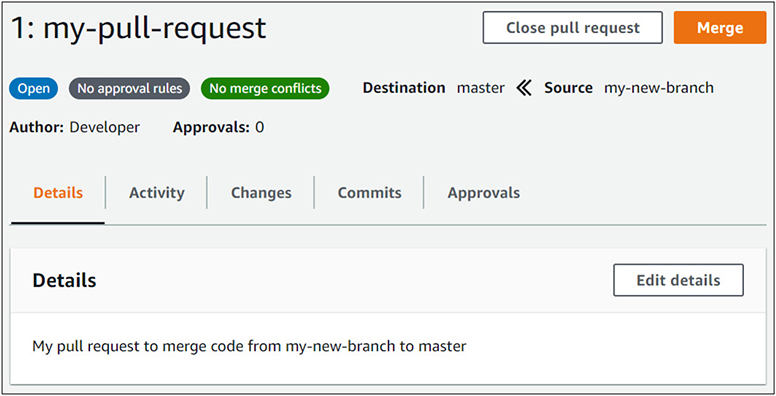 1: my-pull-request
Close pull request
Merge
Open
No approval rules
No merge conflicts
Destination master Source my-new-branch
Author: Developer Approvals: 0
Details Activity Changes Commits Approvals
Details
Edit details
My pull request to merge code from my-new-branch to master